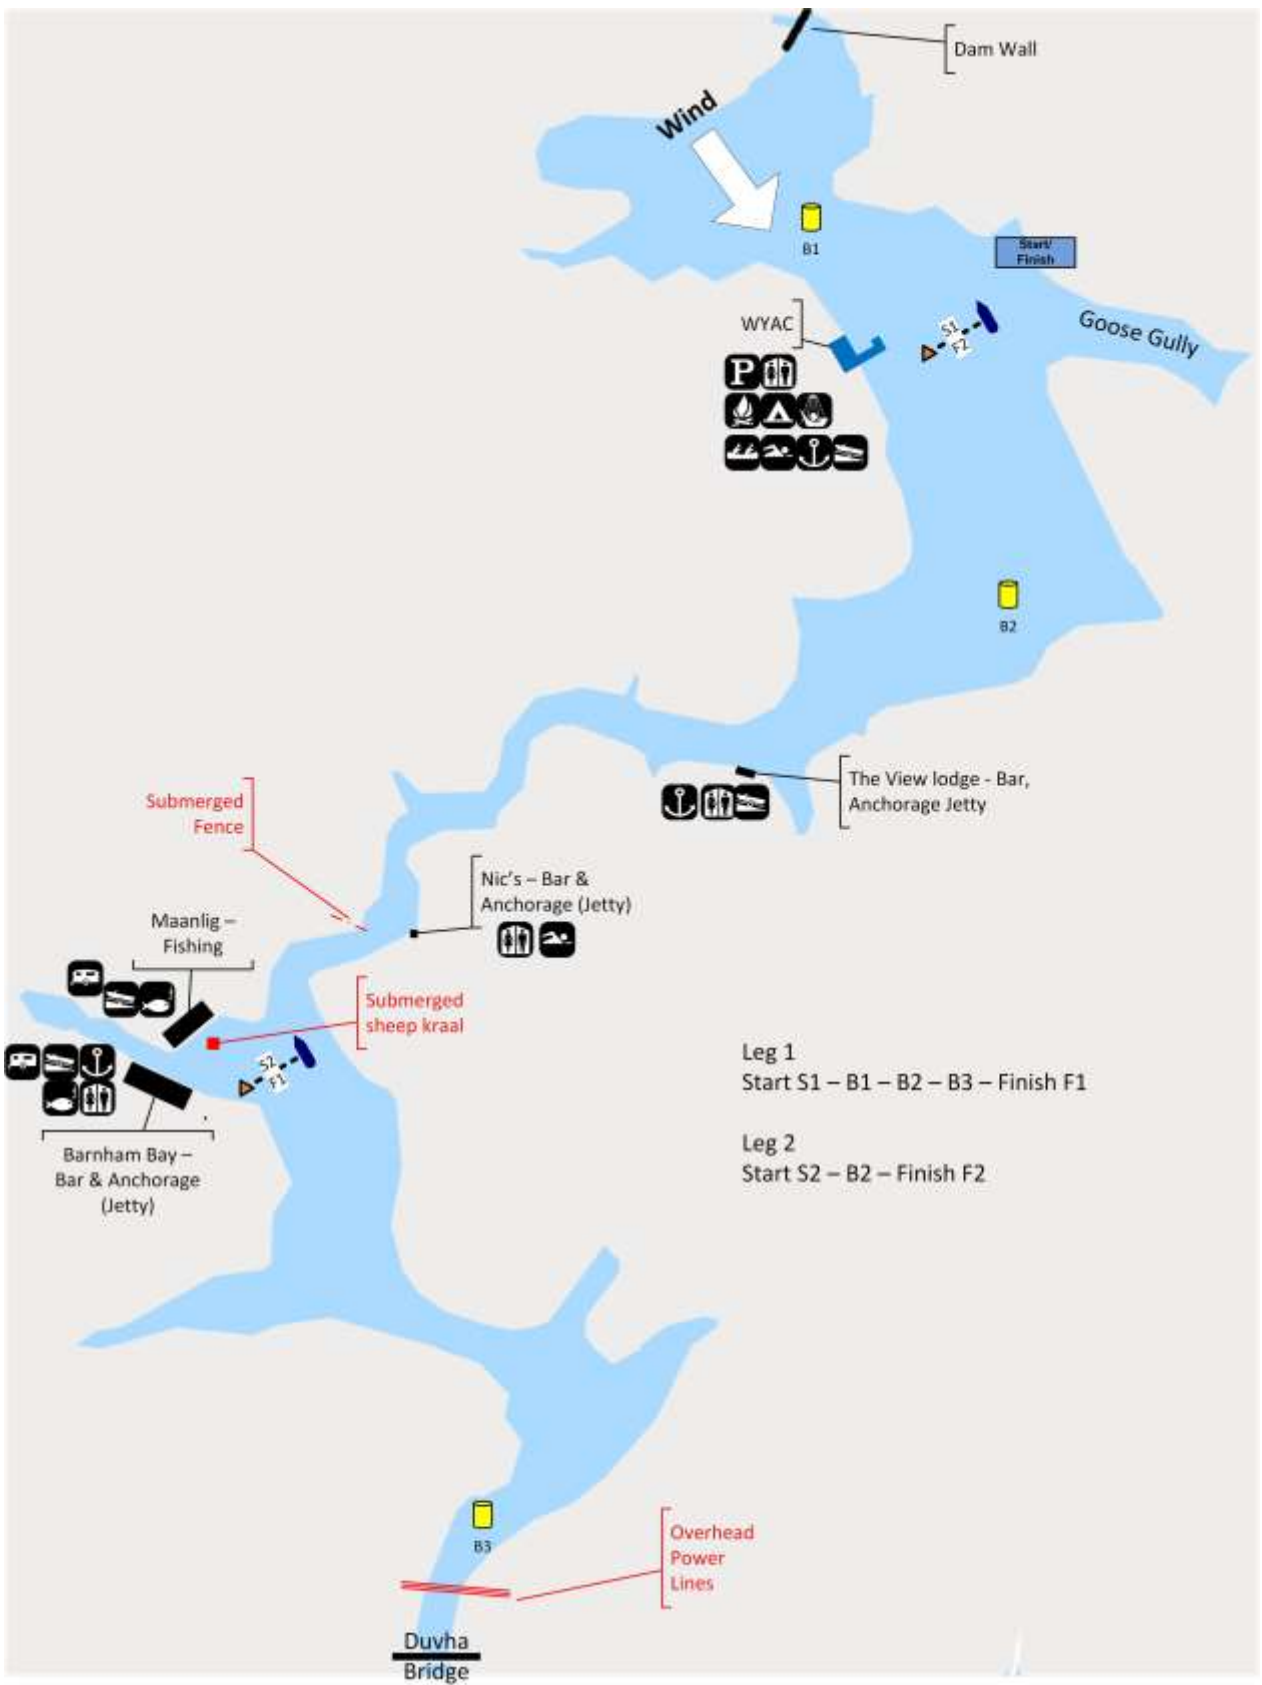 Dam Wall
Wind
B1
Start/
Finish
WYAC
S1
F2
Goose Gully
P
B2
The View lodge - Bar,
Anchorage Jetty
Submerged
Fence
Nic's – Bar &
Anchorage (Jetty)
Maanlig –
Fishing
Submerged
sheep kraal
S2
F1
Leg 1
Start S1 – B1 – B2 – B3 – Finish F1
Leg 2
Start S2 – B2 – Finish F2
Barnham Bay –
Bar & Anchorage
(Jetty)
B3
Overhead
Power
Lines
Duvha
Bridge